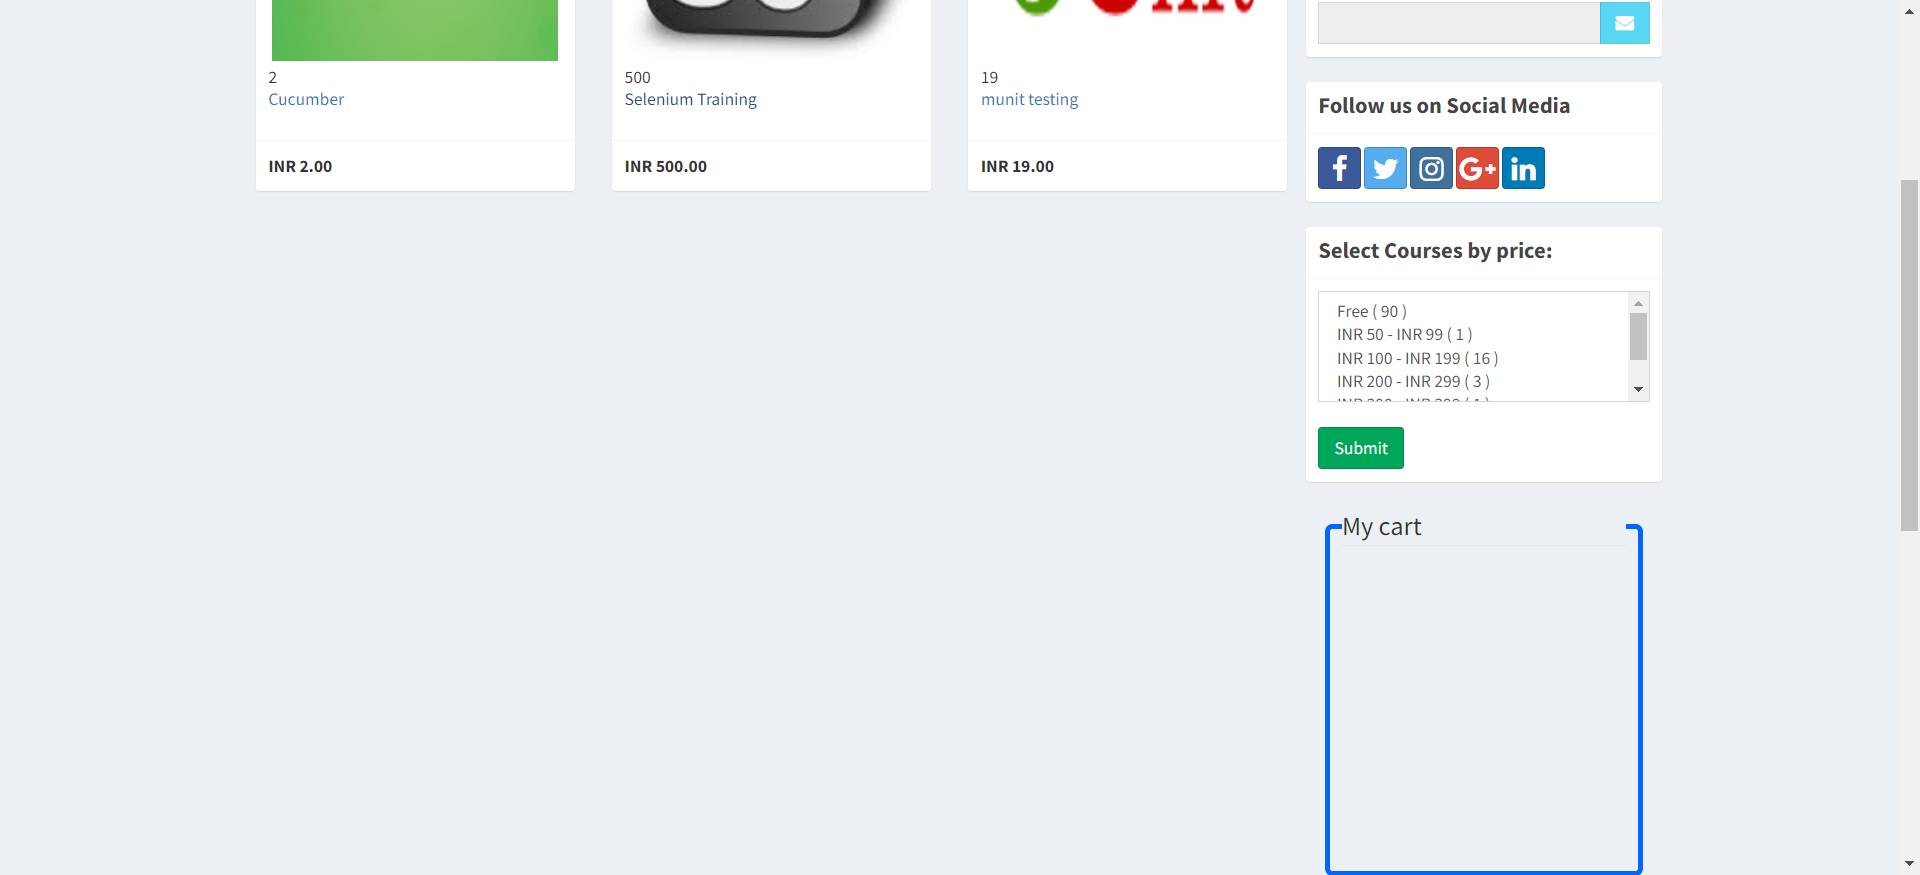 2
Cucumber
INR 2.00
500
Selenium Training
INR 500.00
19
munit testing
INR 19.00
Follow us on Social Media
Select Courses by price:
Free ( 90 )
INR 50 - INR 99 ( 1 )
INR 100 - INR 199 ( 16 )
INR 200 - INR 299 ( 3 )
Submit
My cart